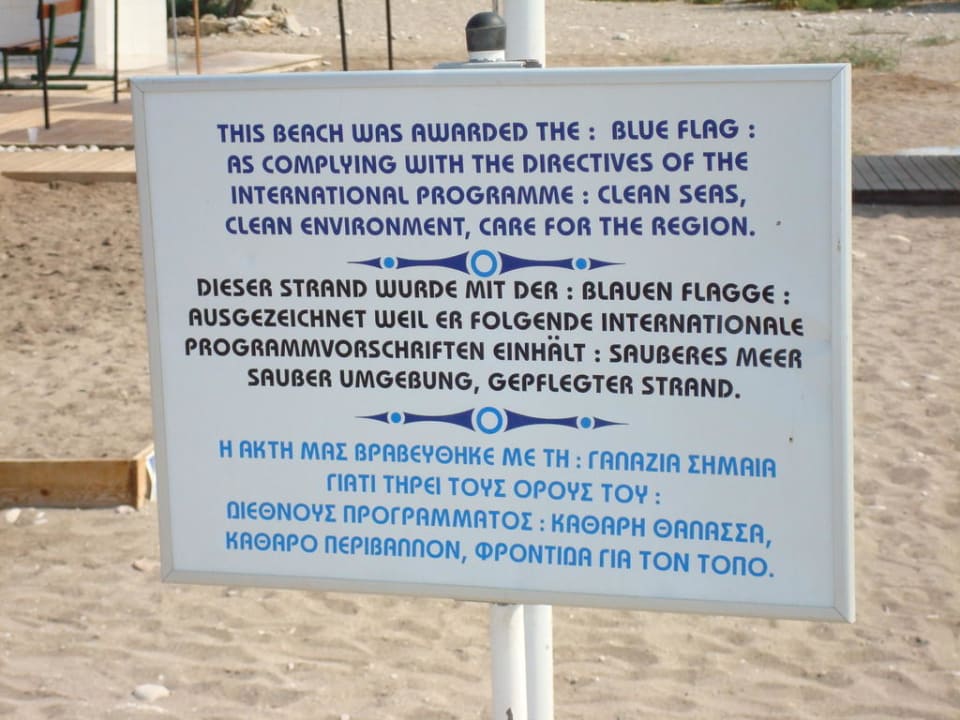 THIS BEACH WAS AWARDED THE : BLUE FLAG :
AS COMPLYING WITH THE DIRECTIVES OF THE
INTERNATIONAL PROGRAMME : CLEAN SEAS,
CLEAN ENVIRONMENT, CARE FOR THE REGION.
DIESER STRAND WURDE MIT DER : BLAUEN FLAGGE :
AUSGEZEICHNET WEIL ER FOLGENDE INTERNATIONALE
PROGRAMMVORSCHRIFTEN EINHÄLT : SAUBERES MEER
SAUBER UMGEBUNG, GEPFLEGTER STRAND.
Η ΑΚΤΗ ΜΑΣ ΒΡΑΒΕΥΘΗΚΕ ΜΕ ΤΗ : ΓΑΛΑΖΙΑ ΣΗΜΑΙΑ
ΓΙΑΤΙ ΤΗΡΕΙ ΤΟΥΣ ΟΡΟΥΣ ΤΟΥ :
ΔΙΕΘΝΟΥΣ ΠΡΟΓΡΑΜΜΑΤΟΣ : ΚΑΘΑΡΗ ΘΑΛΑΣΣΑ,
ΚΑΘΑΡΟ ΠΕΡΙΒΑΛΛΟΝ, ΦΡΟΝΤΙΔΑ ΓΙΑ ΤΟΝ ΤΟΠΟ.